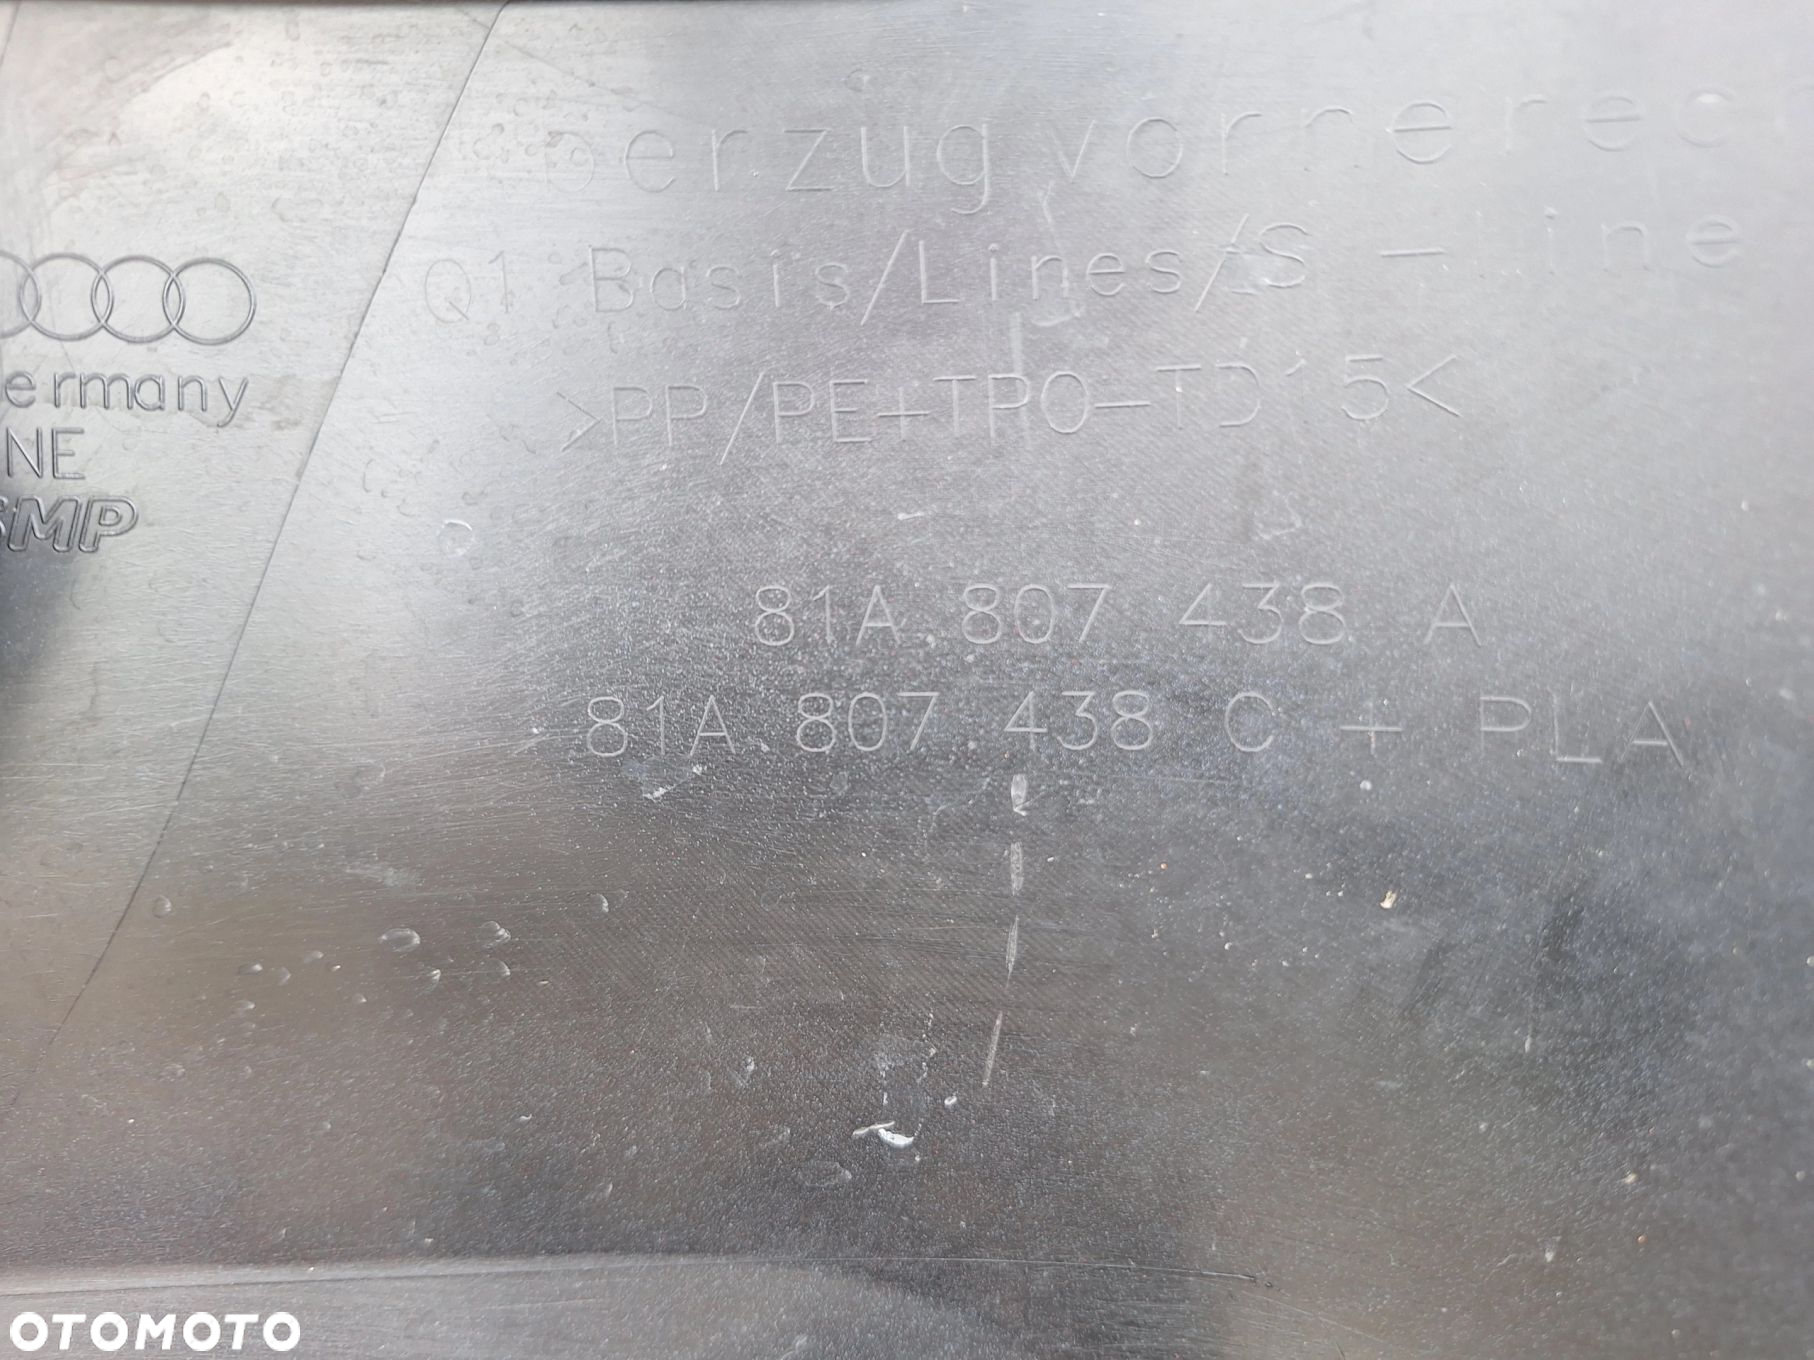 berzug vorne rec
Q1 Basis/Lines/S - Line
>PP/PE+TPO-TD15<
ermany
NE
SMP
81A 807 438 A
81A 807 438 C + PLA
OTOMOTO